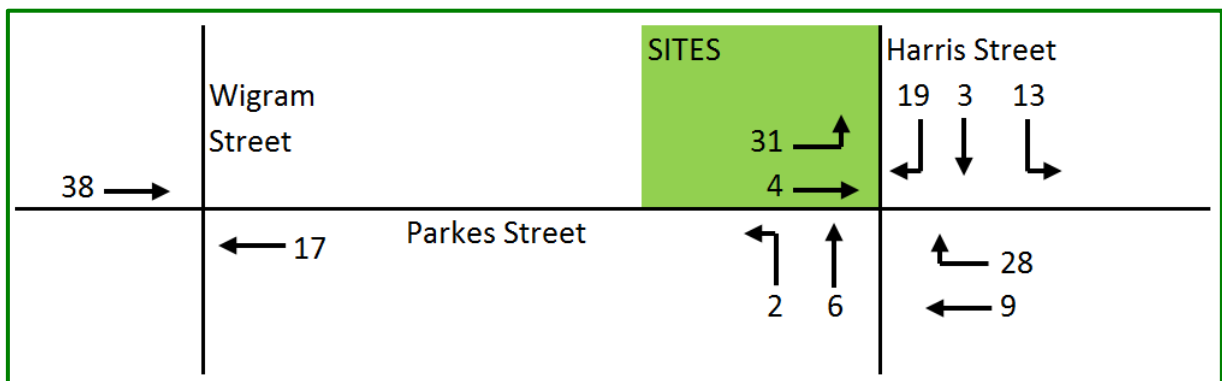 SITES
Harris Street
Wigram
Street
19 3 13
31
38
4
Parkes Street
17
28
2 6
9